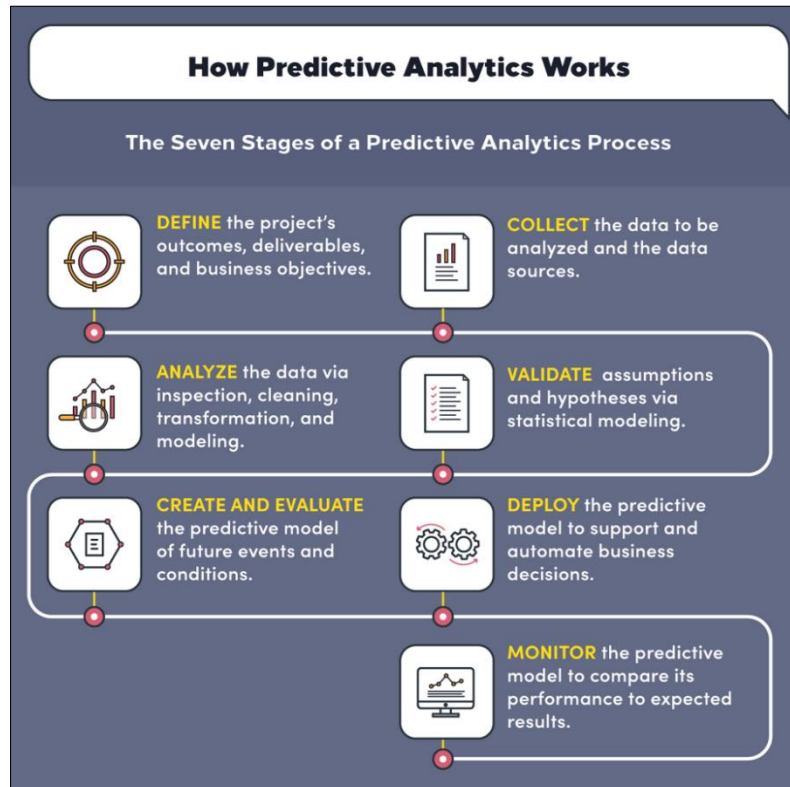 How Predictive Analytics Works
The Seven Stages of a Predictive Analytics Process
DEFINE the project's
outcomes, deliverables,
and business objectives.
COLLECT the data to be
analyzed and the data
sources.
ANALYZE the data via
inspection, cleaning,
transformation, and
modeling.
VALIDATE assumptions
and hypotheses via
statistical modeling.
CREATE AND EVALUATE
the predictive model
of future events and
conditions.
DEPLOY the predictive
model to support and
automate business
decisions.
MONITOR the predictive
model to compare its
performance to expected
results.